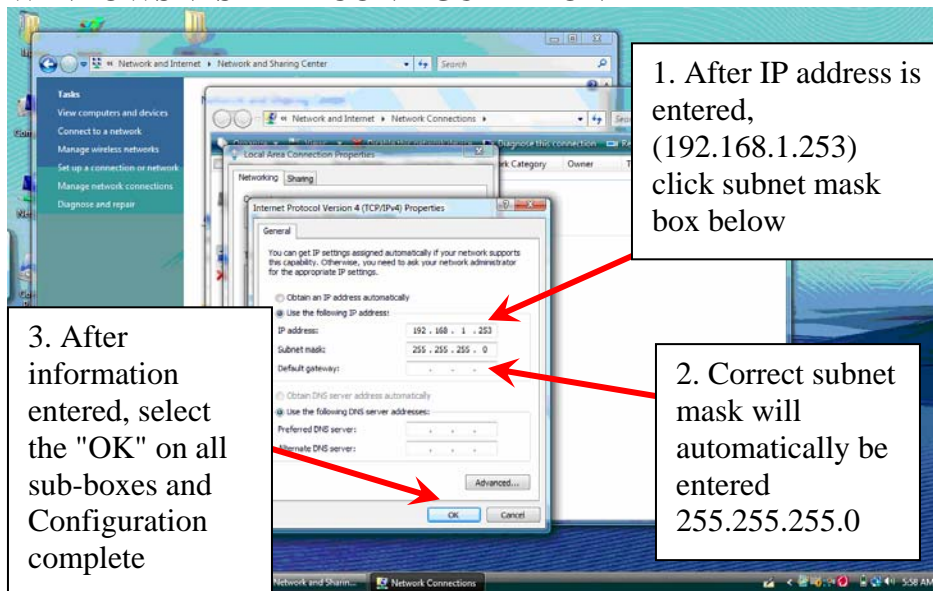 Network and Internet ▸ Network and Sharing Center
Search
Tasks
View computers and devices
Connect to a network
Manage wireless networks
Set up a connection or network
Manage network connections
Diagnose and repair
Network and Internet ▸ Network Connections ▸
Diagnose this connection
Category Owner
Local Area Connection Properties
Networking Sharing
Internet Protocol Version 4 (TCP/IPv4) Properties
General
You can get IP settings assigned automatically if your network supports
this capability. Otherwise, you need to ask your network administrator
for the appropriate IP settings.
Obtain an IP address automatically
Use the following IP address:
IP address: 192 . 168 . 1 . 253
Subnet mask: 255 . 255 . 255 . 0
Default gateway: . . .
Obtain DNS server address automatically
Use the following DNS server addresses:
Preferred DNS server: . . .
Alternate DNS server: . . .
Advanced...
OK Cancel
1. After IP address is
entered,
(192.168.1.253)
click subnet mask
box below
2. Correct subnet
mask will
automatically be
entered
255.255.255.0
3. After
information
entered, select
the "OK" on all
sub-boxes and
Configuration
complete
Network and Sharin...
Network Connections
5:58 AM